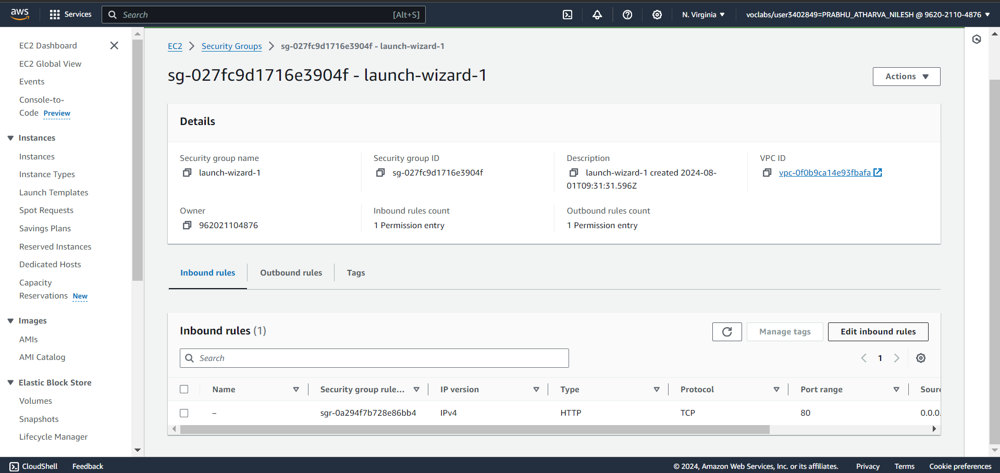 aws
Services
Search
[Alt+S]
N. Virginia
voclabs/user3402849=PRABHU_ATHARVA_NILESH @ 9620-2110-4876
EC2 Dashboard
EC2 Global View
Events
Console-to-
Code Preview
Instances
Instances
Instance Types
Launch Templates
Spot Requests
Savings Plans
Reserved Instances
Dedicated Hosts
Capacity
Reservations New
Images
AMIs
AMI Catalog
Elastic Block Store
Volumes
Snapshots
Lifecycle Manager
EC2 > Security Groups > sg-027fc9d1716e3904f - launch-wizard-1
sg-027fc9d1716e3904f - launch-wizard-1
Actions
Details
Security group name
launch-wizard-1
Security group ID
sg-027fc9d1716e3904f
Description
launch-wizard-1 created 2024-08-
01T09:31:31.596Z
VPC ID
vpc-0f0b9ca14e93fbafa
Owner
962021104876
Inbound rules count
1 Permission entry
Outbound rules count
1 Permission entry
Inbound rules
Outbound rules
Tags
Inbound rules (1)
Manage tags
Edit inbound rules
Search
1
Name
Security group rule...
IP version
Type
Protocol
Port range
Sour
–
sgr-0a294f7b728e86bb4
IPv4
HTTP
TCP
80
0.0.0.
CloudShell
Feedback
© 2024, Amazon Web Services, Inc. or its affiliates.
Privacy
Terms
Cookie preferences